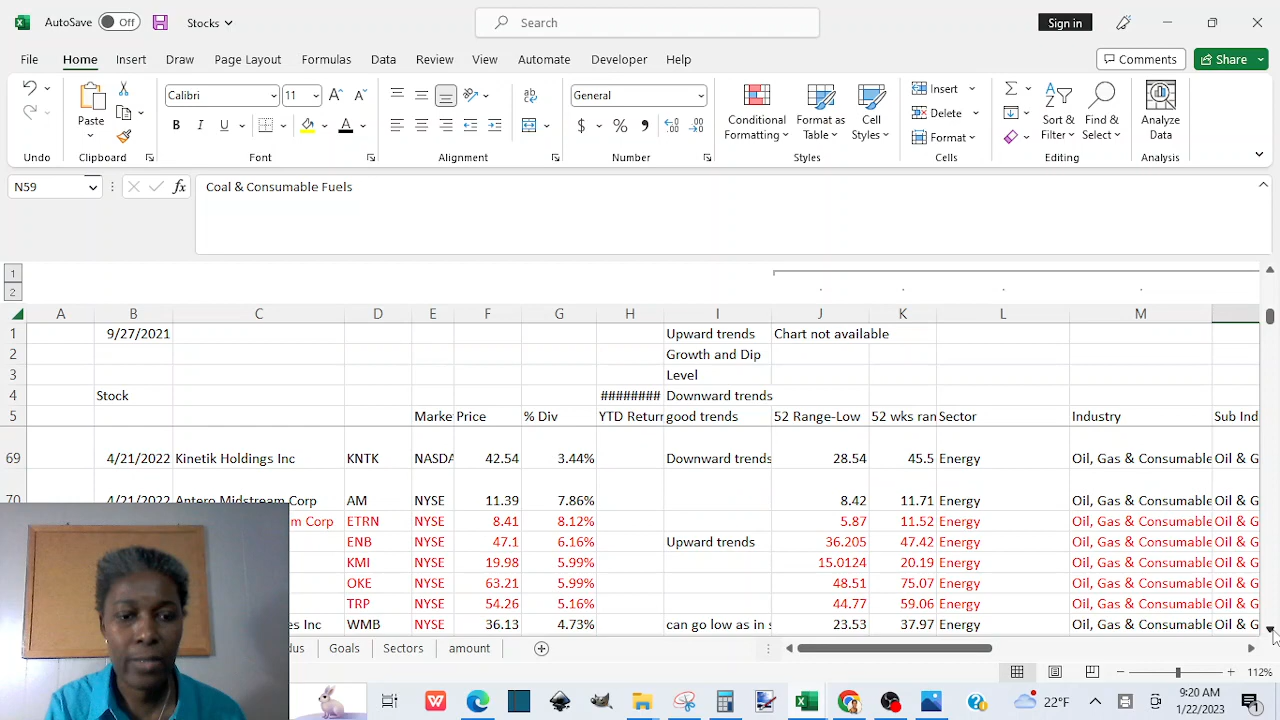 AutoSave Off Stocks Search Sign in
File Home Insert Draw Page Layout Formulas Data Review View Automate Developer Help Comments Share
Calibri 11 General Insert Σ
Paste Conditional Formatting Format as Table Cell Styles Delete Sort & Filter Find & Select Analyze Data
B I U A $ % , Format
Undo Clipboard Font Alignment Number Styles Cells Editing Analysis
N59 fx Coal & Consumable Fuels
1
2
A B C D E F G H I J K L M
1 9/27/2021 Upward trends Chart not available
2 Growth and Dip
3 Level
4 Stock ######## Downward trends
5 Marke Price % Div YTD Retur good trends 52 Range-Low 52 wks ran Sector Industry Sub Ind
69 4/21/2022 Kinetik Holdings Inc KNTK NASDA 42.54 3.44% Downward trends 28.54 45.5 Energy Oil, Gas & Consumable Oil & G
70 4/21/2022 Antero Midstream Corp AM NYSE 11.39 7.86% 8.42 11.71 Energy Oil, Gas & Consumable Oil & G
m Corp ETRN NYSE 8.41 8.12% 5.87 11.52 Energy Oil, Gas & Consumable Oil & G
ENB NYSE 47.1 6.16% Upward trends 36.205 47.42 Energy Oil, Gas & Consumable Oil & G
KMI NYSE 19.98 5.99% 15.0124 20.19 Energy Oil, Gas & Consumable Oil & G
OKE NYSE 63.21 5.99% 48.51 75.07 Energy Oil, Gas & Consumable Oil & G
TRP NYSE 54.26 5.16% 44.77 59.06 Energy Oil, Gas & Consumable Oil & G
es Inc WMB NYSE 36.13 4.73% can go low as in s 23.53 37.97 Energy Oil, Gas & Consumable Oil & G
dus Goals Sectors amount
112%
22°F 9:20 AM
1/22/2023 1